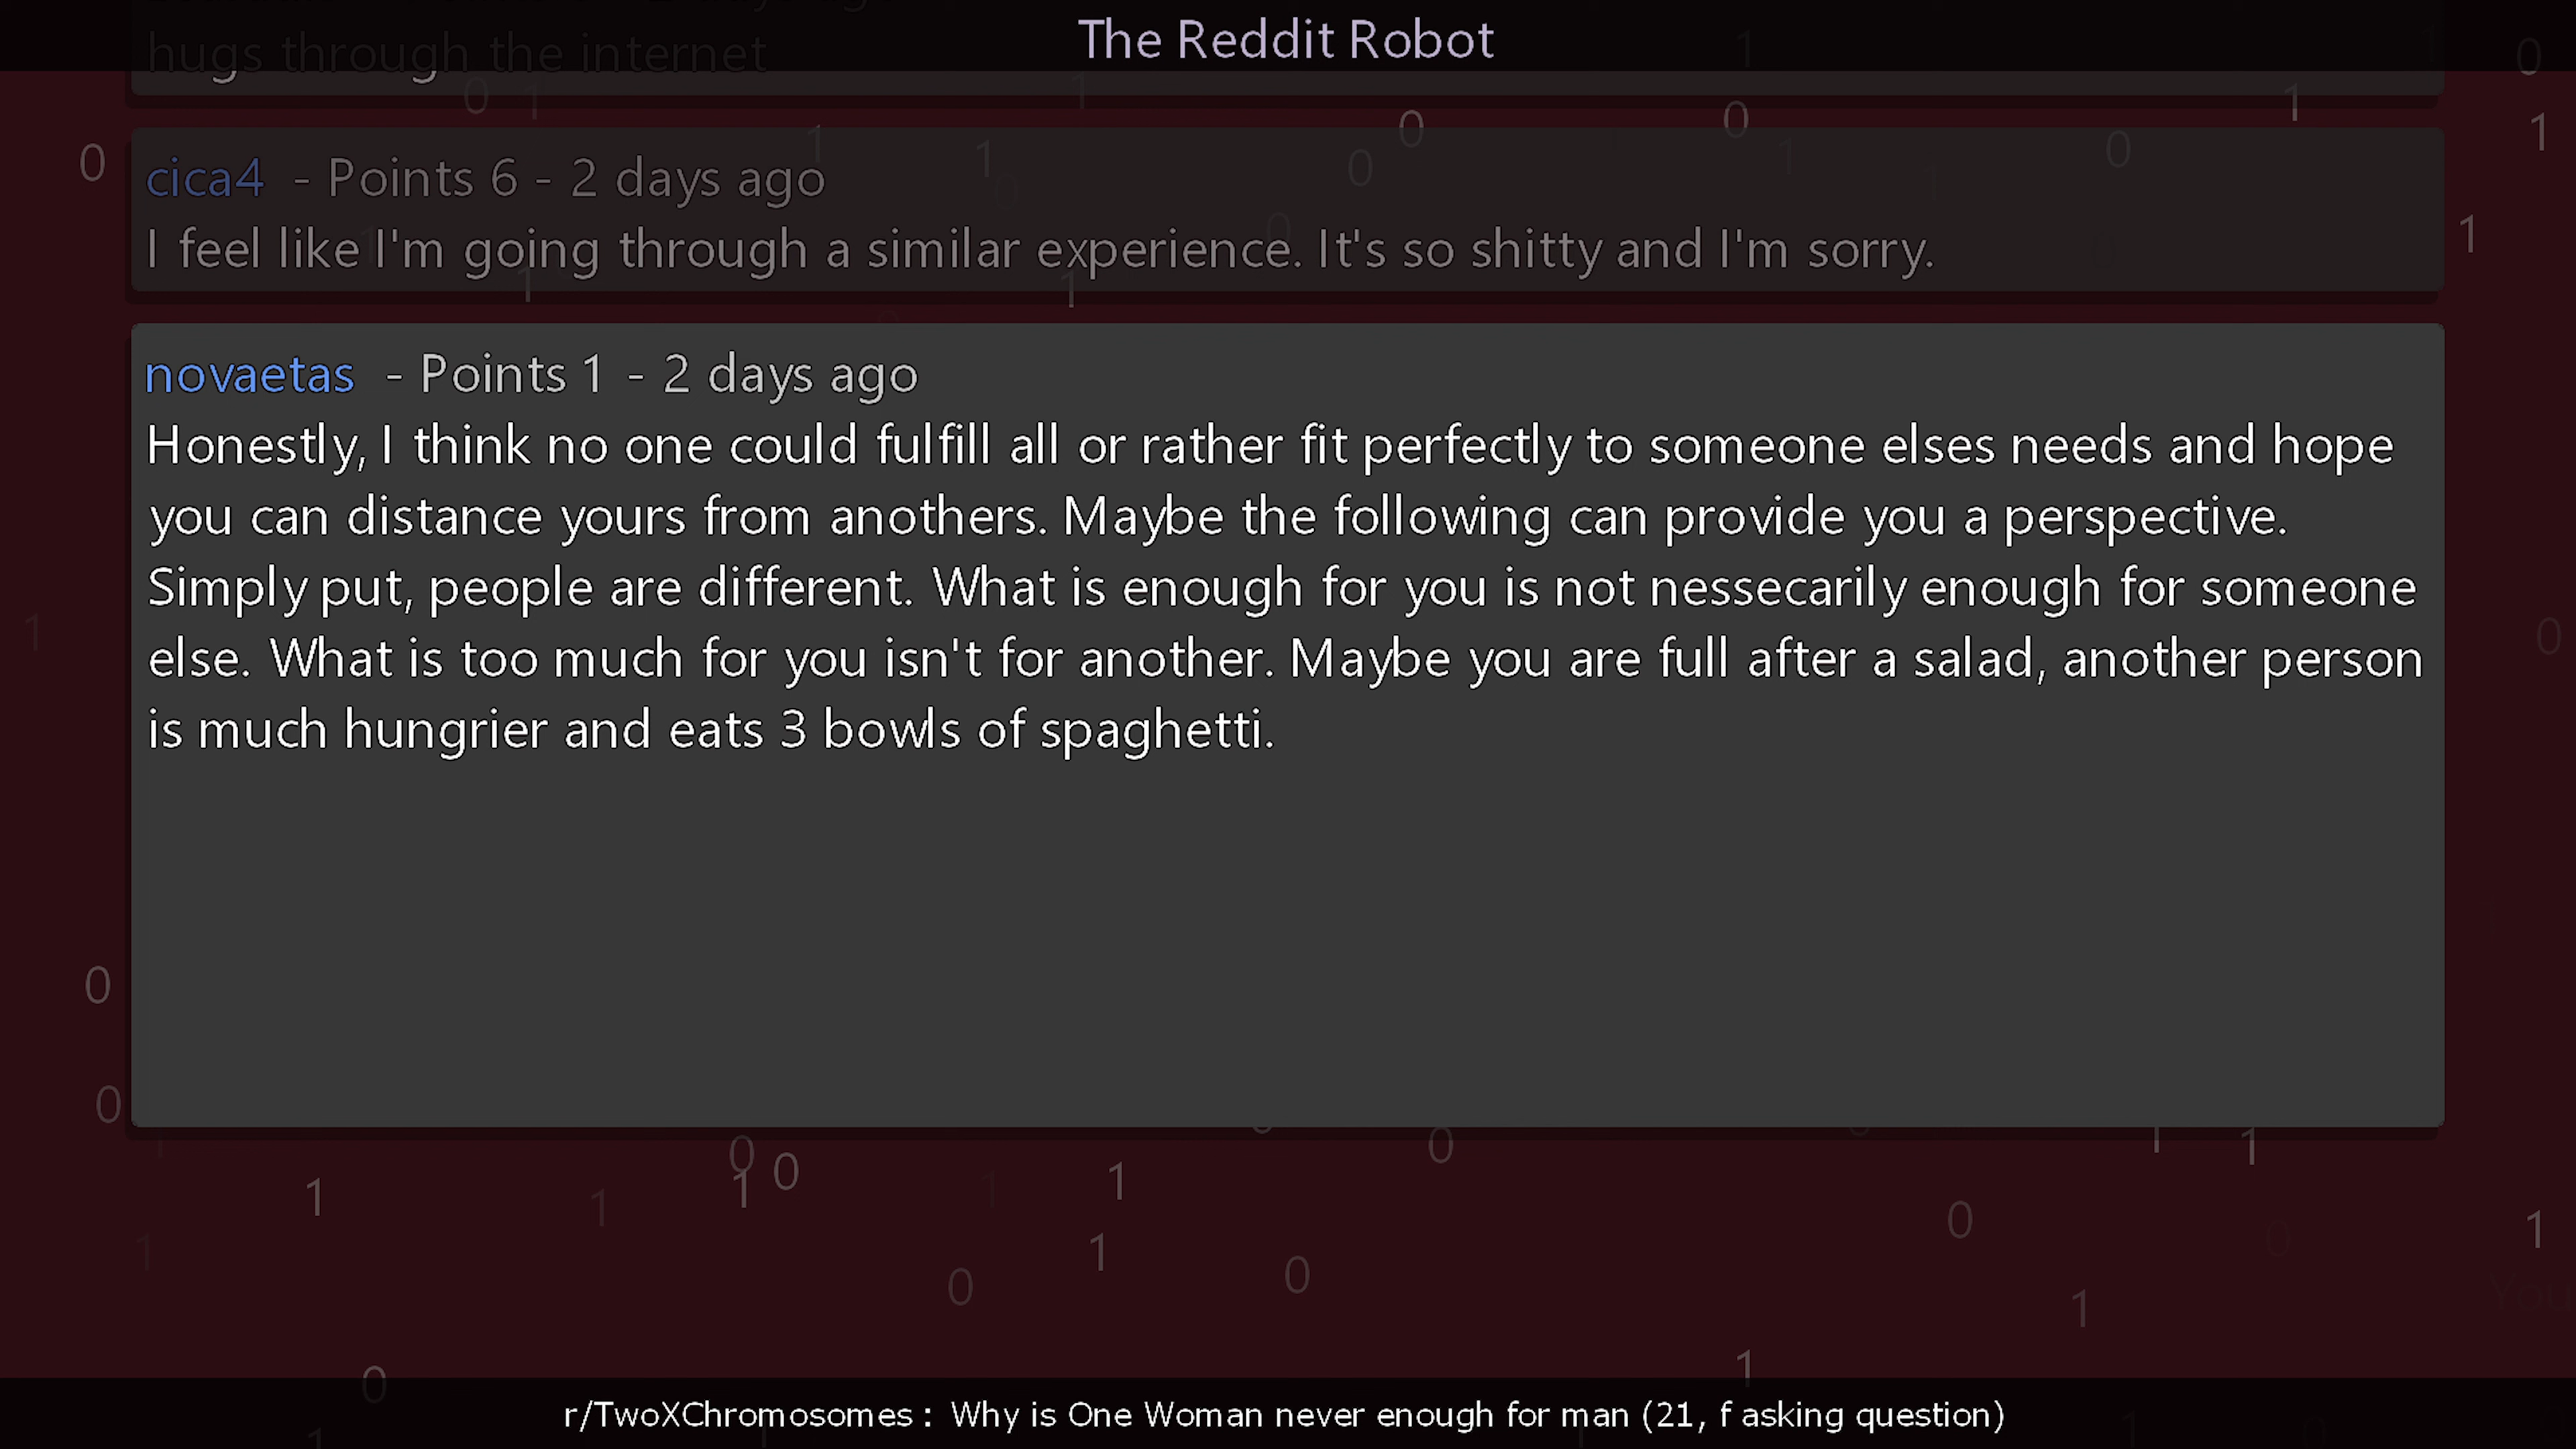 The Reddit Robot
hugs through the internet
cica4 - Points 6 - 2 days ago
I feel like I'm going through a similar experience. It's so shitty and I'm sorry.
novaetas - Points 1 - 2 days ago
Honestly, I think no one could fulfill all or rather fit perfectly to someone elses needs and hope
you can distance yours from anothers. Maybe the following can provide you a perspective.
Simply put, people are different. What is enough for you is not nessecarily enough for someone
else. What is too much for you isn't for another. Maybe you are full after a salad, another person
is much hungrier and eats 3 bowls of spaghetti.
r/TwoXChromosomes : Why is One Woman never enough for man (21, f asking question)